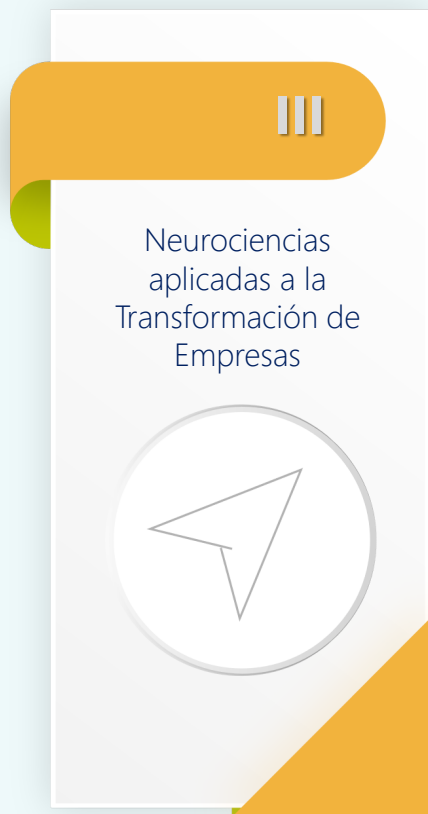 III
Neurociencias
aplicadas a la
Transformación de
Empresas